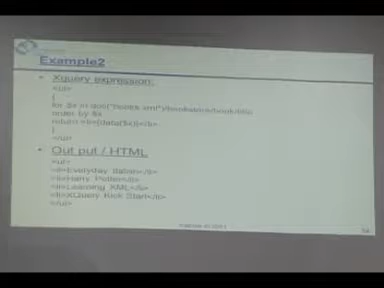 Example2
• Xquery expression:
<ul>
{
for $x in doc("books.xml")/bookstore/book/title
order by $x
return <li>{data($x)}</li>
}
</ul>
• Out put / HTML
<ul>
<li>Everyday Italian</li>
<li>Harry Potter</li>
<li>Learning XML</li>
<li>XQuery Kick Start</li>
</ul>